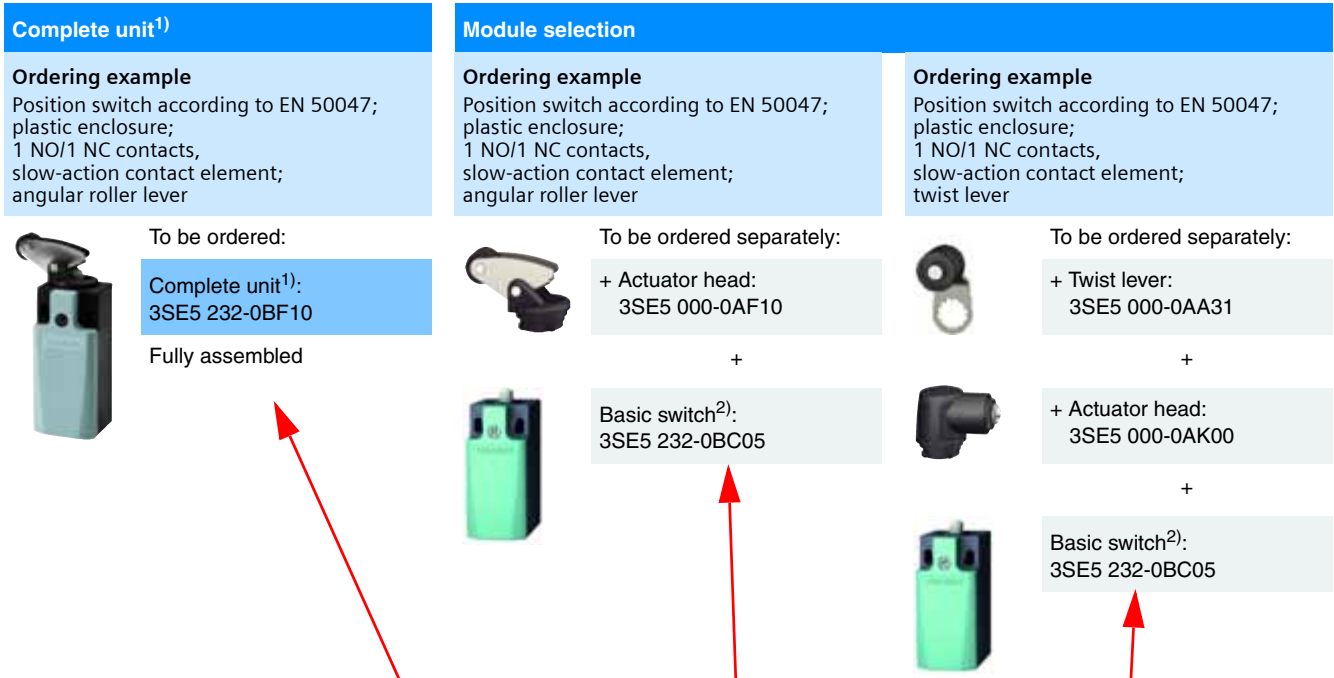 Complete unit1)
Ordering example
Position switch according to EN 50047;
plastic enclosure;
1 NO/1 NC contacts,
slow-action contact element;
angular roller lever
To be ordered:
Complete unit1):
3SE5 232-0BF10
Fully assembled
Module selection
Ordering example
Position switch according to EN 50047;
plastic enclosure;
1 NO/1 NC contacts,
slow-action contact element;
angular roller lever
To be ordered separately:
+ Actuator head:
3SE5 000-0AF10
+
Basic switch2):
3SE5 232-0BC05
Ordering example
Position switch according to EN 50047;
plastic enclosure;
1 NO/1 NC contacts,
slow-action contact element;
twist lever
To be ordered separately:
+ Twist lever:
3SE5 000-0AA31
+
+ Actuator head:
3SE5 000-0AK00
+
Basic switch2):
3SE5 232-0BC05